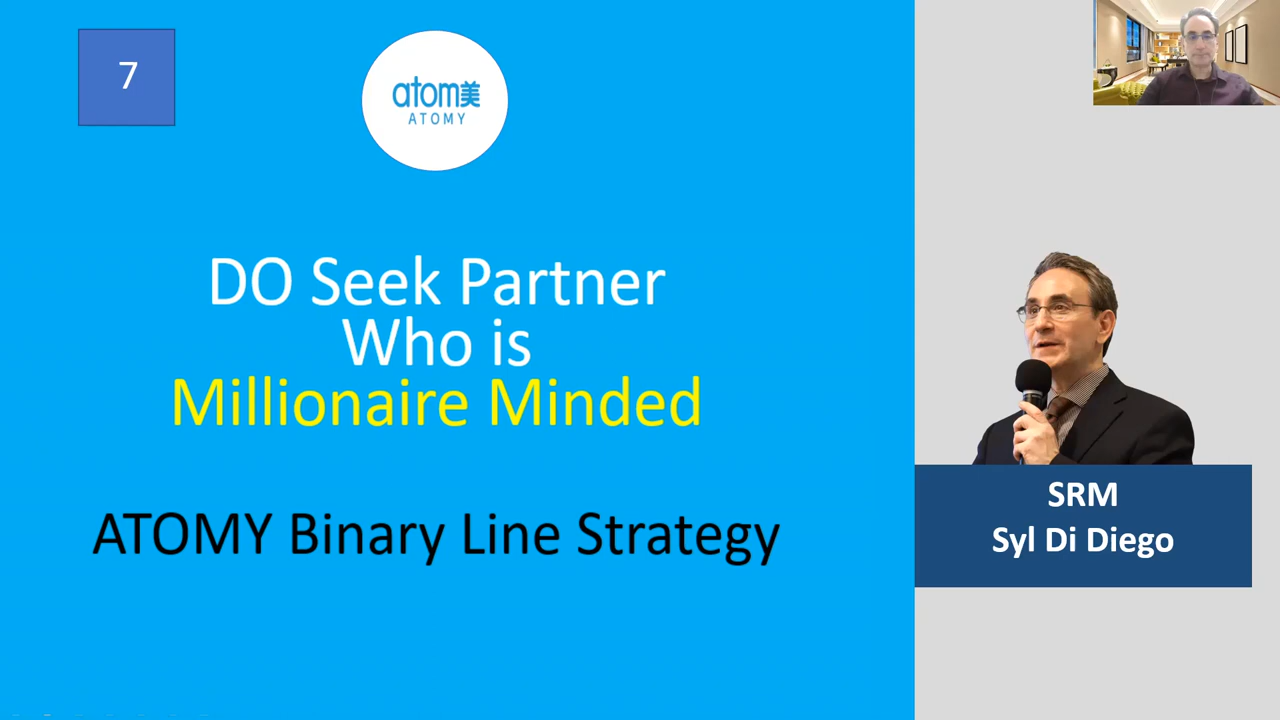 7
atom美
ATOMY
DO Seek Partner
Who is
Millionaire Minded
ATOMY Binary Line Strategy
SRM
Syl Di Diego